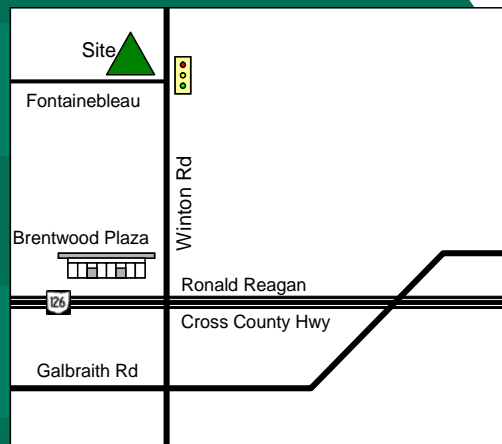 Site
Fontainebleau
Winton Rd
Brentwood Plaza
Ronald Reagan
126
Cross County Hwy
Galbraith Rd